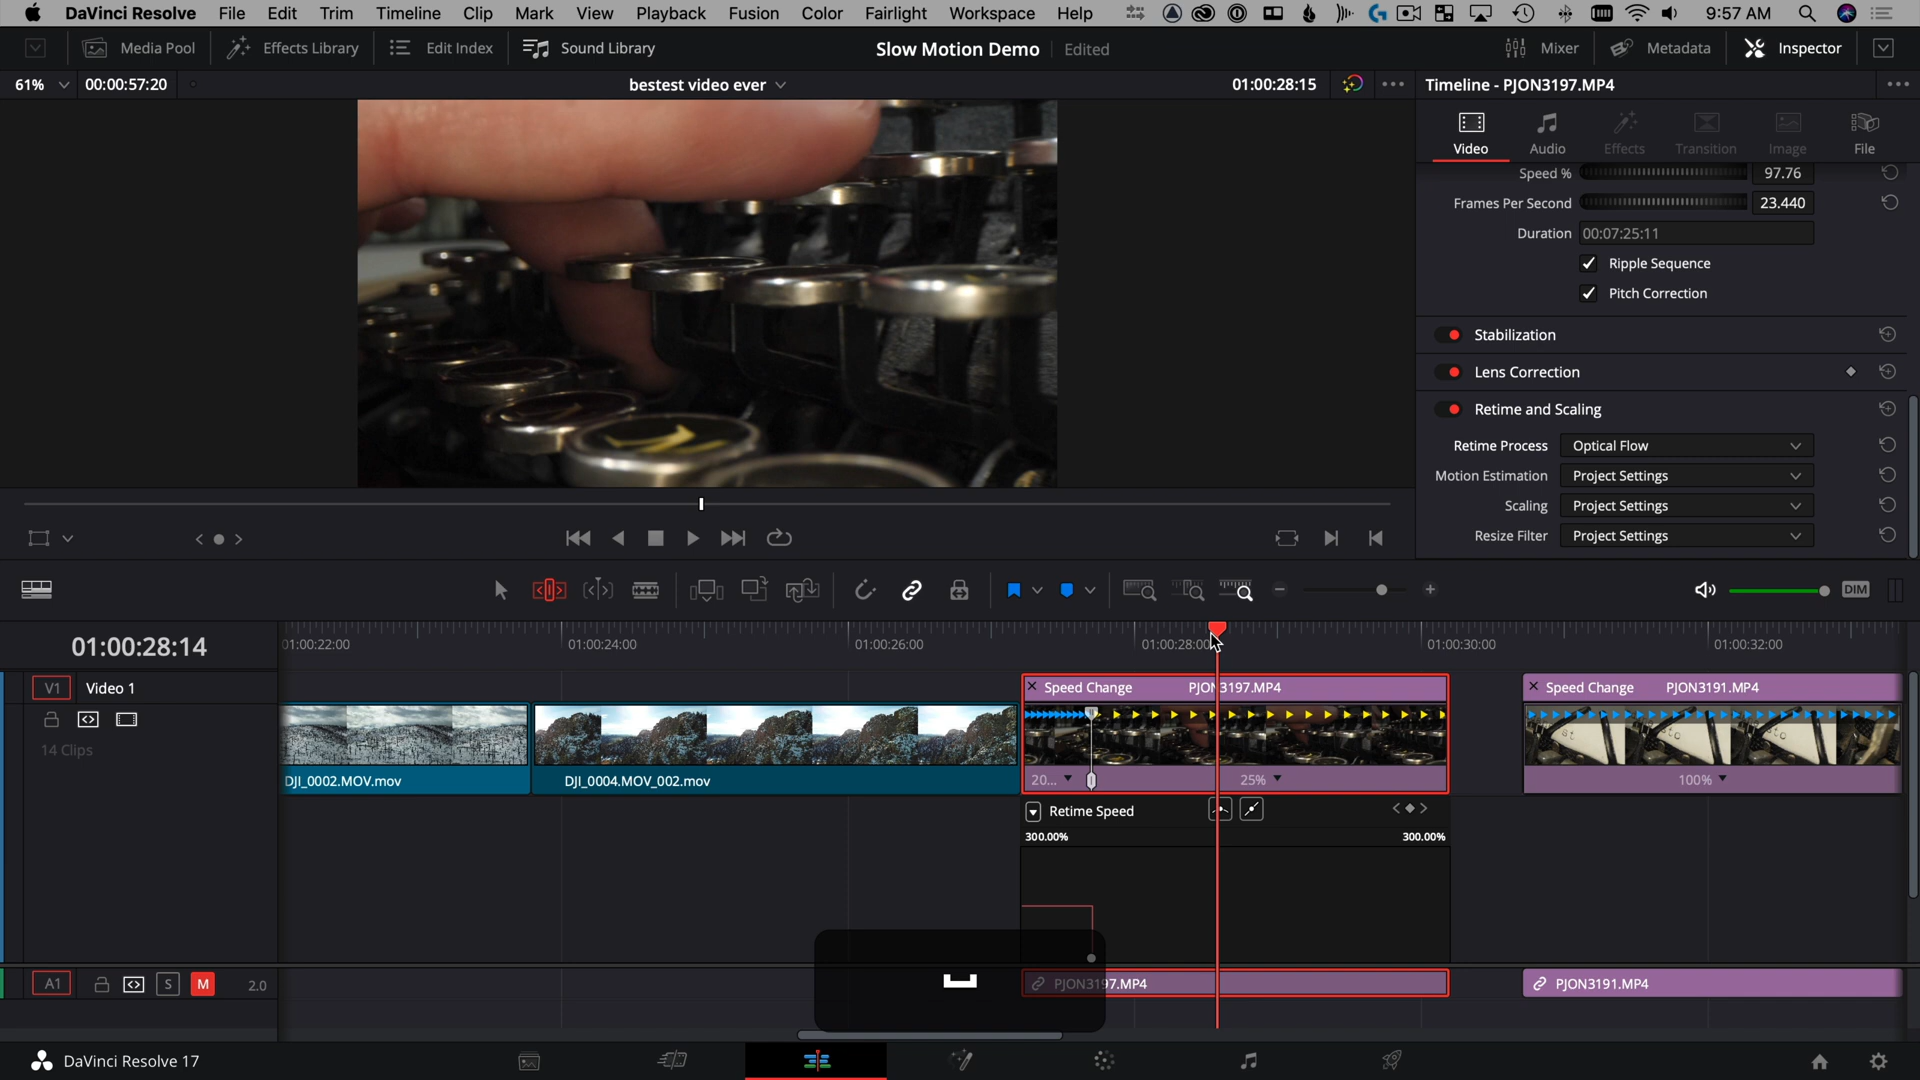 DaVinci Resolve File Edit Trim Timeline Clip Mark View Playback Fusion Color Fairlight Workspace Help 9:57 AM
Media Pool Effects Library Edit Index Sound Library Slow Motion Demo Edited Mixer Metadata Inspector
61% 00:00:57:20 bestest video ever 01:00:28:15 Timeline - PJON3197.MP4
Video Audio Effects Transition Image File
Speed % 97.76
Frames Per Second 23.440
Duration 00:07:25:11
Ripple Sequence
Pitch Correction
Stabilization
Lens Correction
Retime and Scaling
Retime Process Optical Flow
Motion Estimation Project Settings
Scaling Project Settings
Resize Filter Project Settings
DIM
01:00:28:14 01:00:22:00 01:00:24:00 01:00:26:00 01:00:28:00 01:00:30:00 01:00:32:00
V1 Video 1 Speed Change PJON3197.MP4 Speed Change PJON3191.MP4
14 Clips
DJI_0002.MOV.mov DJI_0004.MOV_002.mov 20... 25% 100%
Retime Speed
300.00% 300.00%
A1 S M 2.0 PJON3197.MP4 PJON3191.MP4
DaVinci Resolve 17